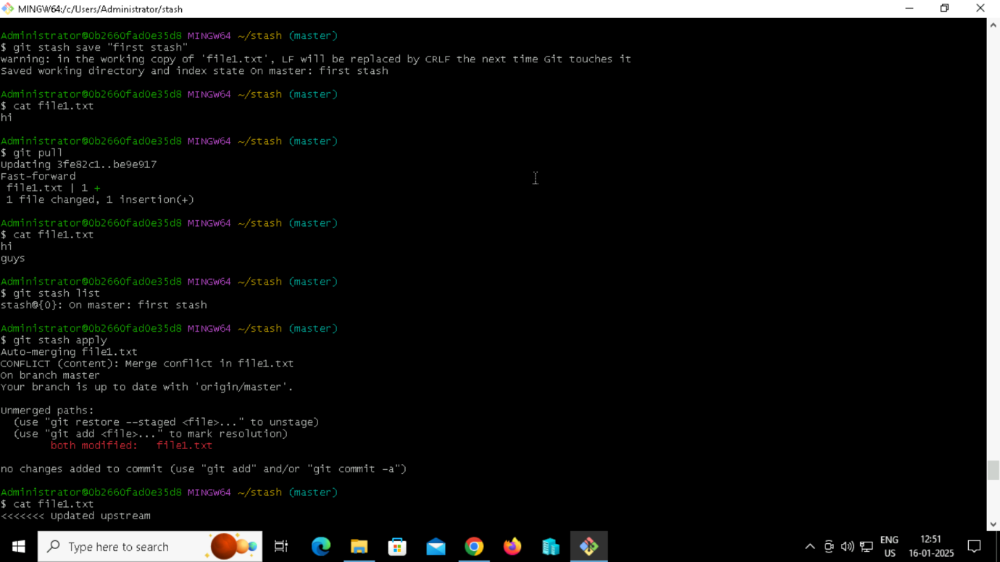 MINGW64:/c/Users/Administrator/stash
Administrator@0b2660fad0e35d8 MINGW64 ~/stash (master)
$ git stash save "first stash"
warning: in the working copy of 'file1.txt', LF will be replaced by CRLF the next time Git touches it
Saved working directory and index state On master: first stash
Administrator@0b2660fad0e35d8 MINGW64 ~/stash (master)
$ cat file1.txt
hi
Administrator@0b2660fad0e35d8 MINGW64 ~/stash (master)
$ git pull
Updating 3fe82c1..be9e917
Fast-forward
 file1.txt | 1 +
 1 file changed, 1 insertion(+)
Administrator@0b2660fad0e35d8 MINGW64 ~/stash (master)
$ cat file1.txt
hi
guys
Administrator@0b2660fad0e35d8 MINGW64 ~/stash (master)
$ git stash list
stash@{0}: On master: first stash
Administrator@0b2660fad0e35d8 MINGW64 ~/stash (master)
$ git stash apply
Auto-merging file1.txt
CONFLICT (content): Merge conflict in file1.txt
On branch master
Your branch is up to date with 'origin/master'.
Unmerged paths:
  (use "git restore --staged <file>..." to unstage)
  (use "git add <file>..." to mark resolution)
        both modified:   file1.txt
no changes added to commit (use "git add" and/or "git commit -a")
Administrator@0b2660fad0e35d8 MINGW64 ~/stash (master)
$ cat file1.txt
<<<<<<< Updated upstream
Type here to search
ENG
US
12:51
16-01-2025